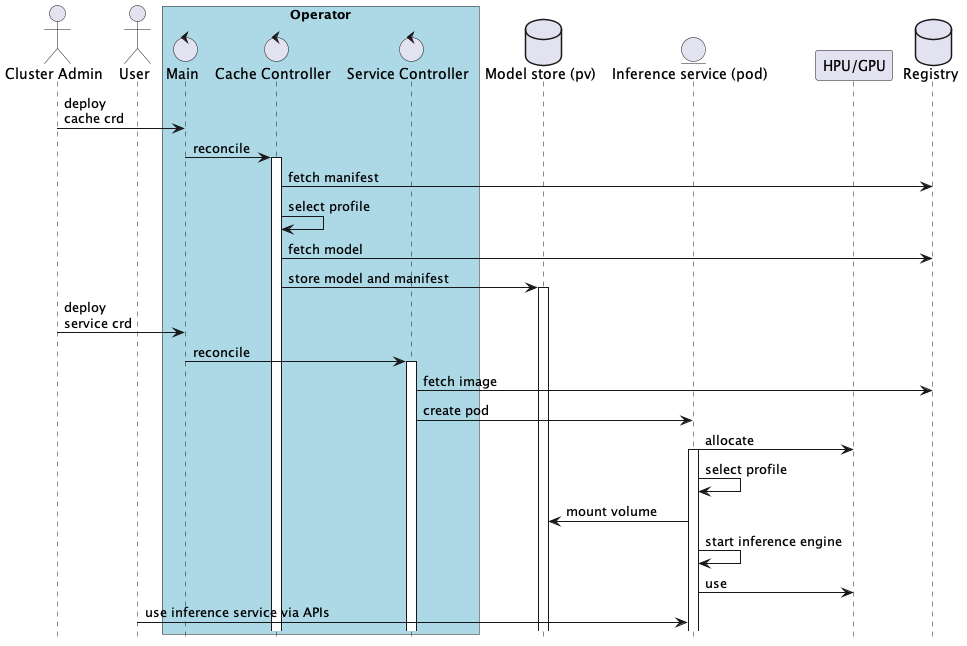 Operator
Cluster Admin
User
Main
Cache Controller
Service Controller
Model store (pv)
Inference service (pod)
HPU/GPU
Registry
deploy
cache crd
reconcile
fetch manifest
select profile
fetch model
store model and manifest
deploy
service crd
reconcile
fetch image
create pod
allocate
select profile
mount volume
start inference engine
use
use inference service via APIs